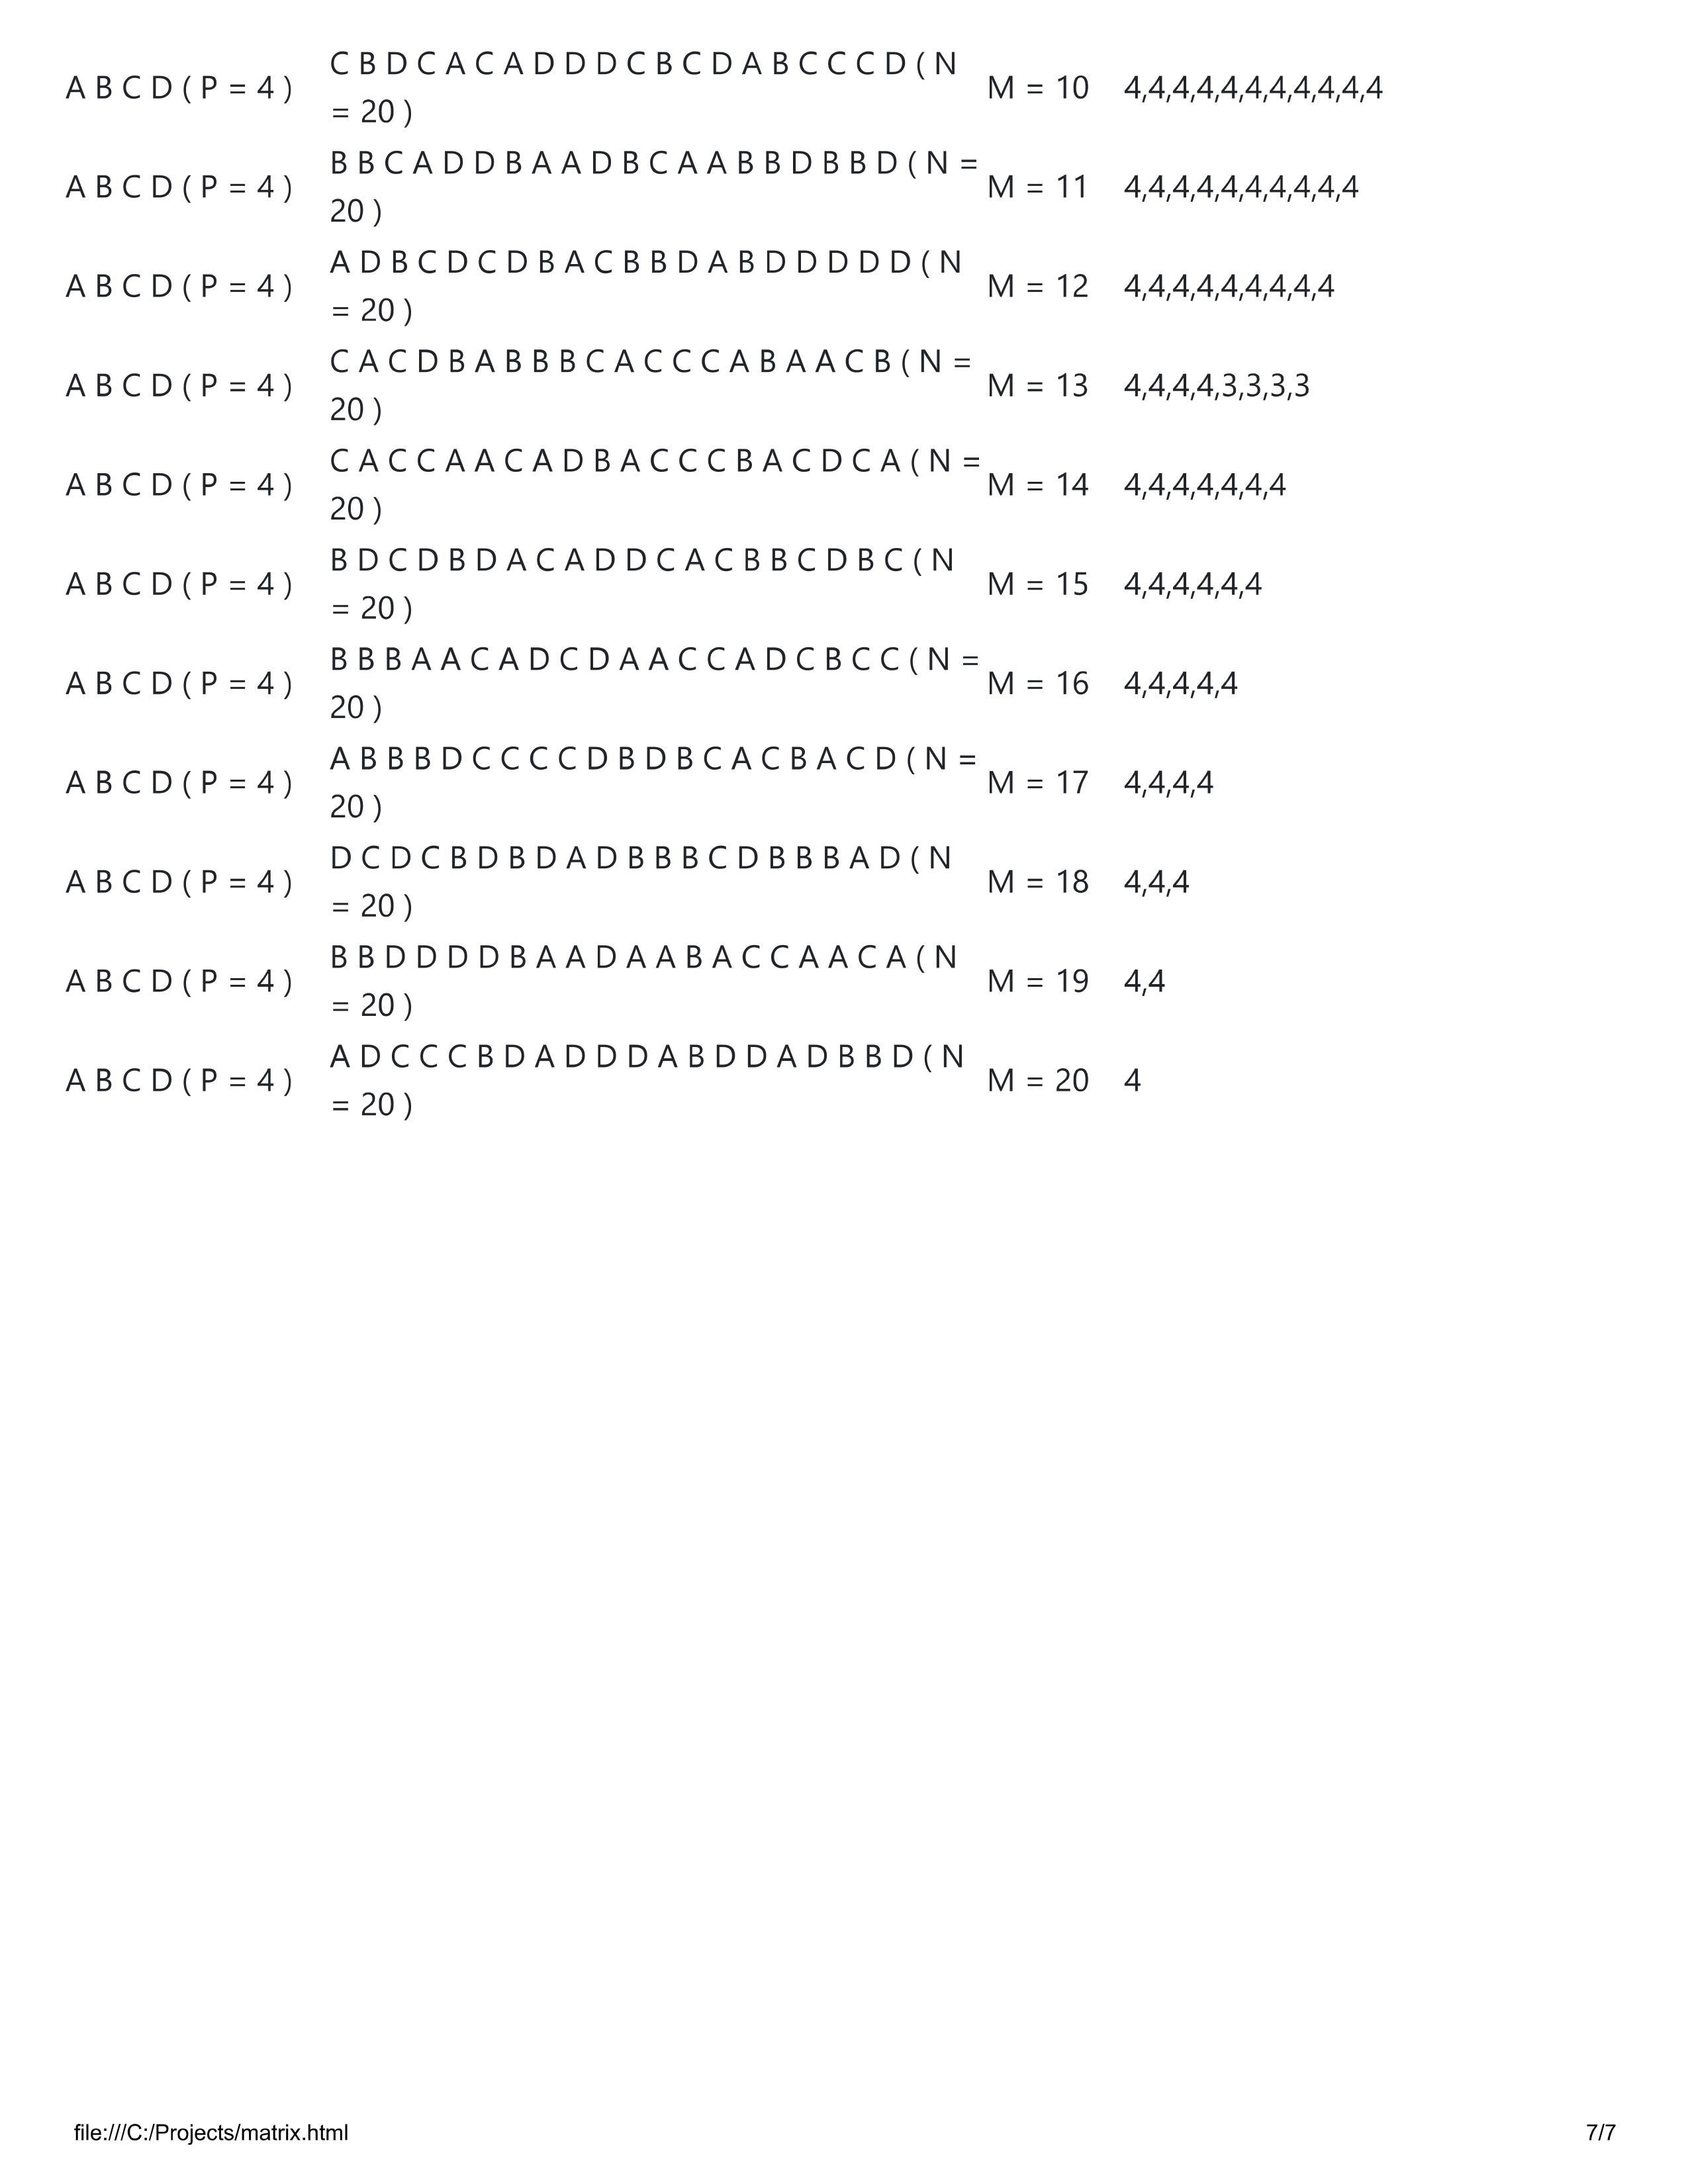 A B C D ( P = 4 ) C B D C A C A D D D C B C D A B C C C D ( N = 20 ) M = 10 4,4,4,4,4,4,4,4,4,4,4
A B C D ( P = 4 ) B B C A D D B A A D B C A A B B D B B D ( N = 20 ) M = 11 4,4,4,4,4,4,4,4,4,4
A B C D ( P = 4 ) A D B C D C D B A C B B D A B D D D D D ( N = 20 ) M = 12 4,4,4,4,4,4,4,4,4
A B C D ( P = 4 ) C A C D B A B B B C A C C C A B A A C B ( N = 20 ) M = 13 4,4,4,4,3,3,3,3
A B C D ( P = 4 ) C A C C A A C A D B A C C C B A C D C A ( N = 20 ) M = 14 4,4,4,4,4,4,4
A B C D ( P = 4 ) B D C D B D A C A D D C A C B B C D B C ( N = 20 ) M = 15 4,4,4,4,4,4
A B C D ( P = 4 ) B B B A A C A D C D A A C C A D C B C C ( N = 20 ) M = 16 4,4,4,4,4
A B C D ( P = 4 ) A B B B D C C C C D B D B C A C B A C D ( N = 20 ) M = 17 4,4,4,4
A B C D ( P = 4 ) D C D C B D B D A D B B B C D B B B A D ( N = 20 ) M = 18 4,4,4
A B C D ( P = 4 ) B B D D D D B A A D A A B A C C A A C A ( N = 20 ) M = 19 4,4
A B C D ( P = 4 ) A D C C C B D A D D D A B D D A D B B D ( N = 20 ) M = 20 4
file:///C:/Projects/matrix.html 7/7